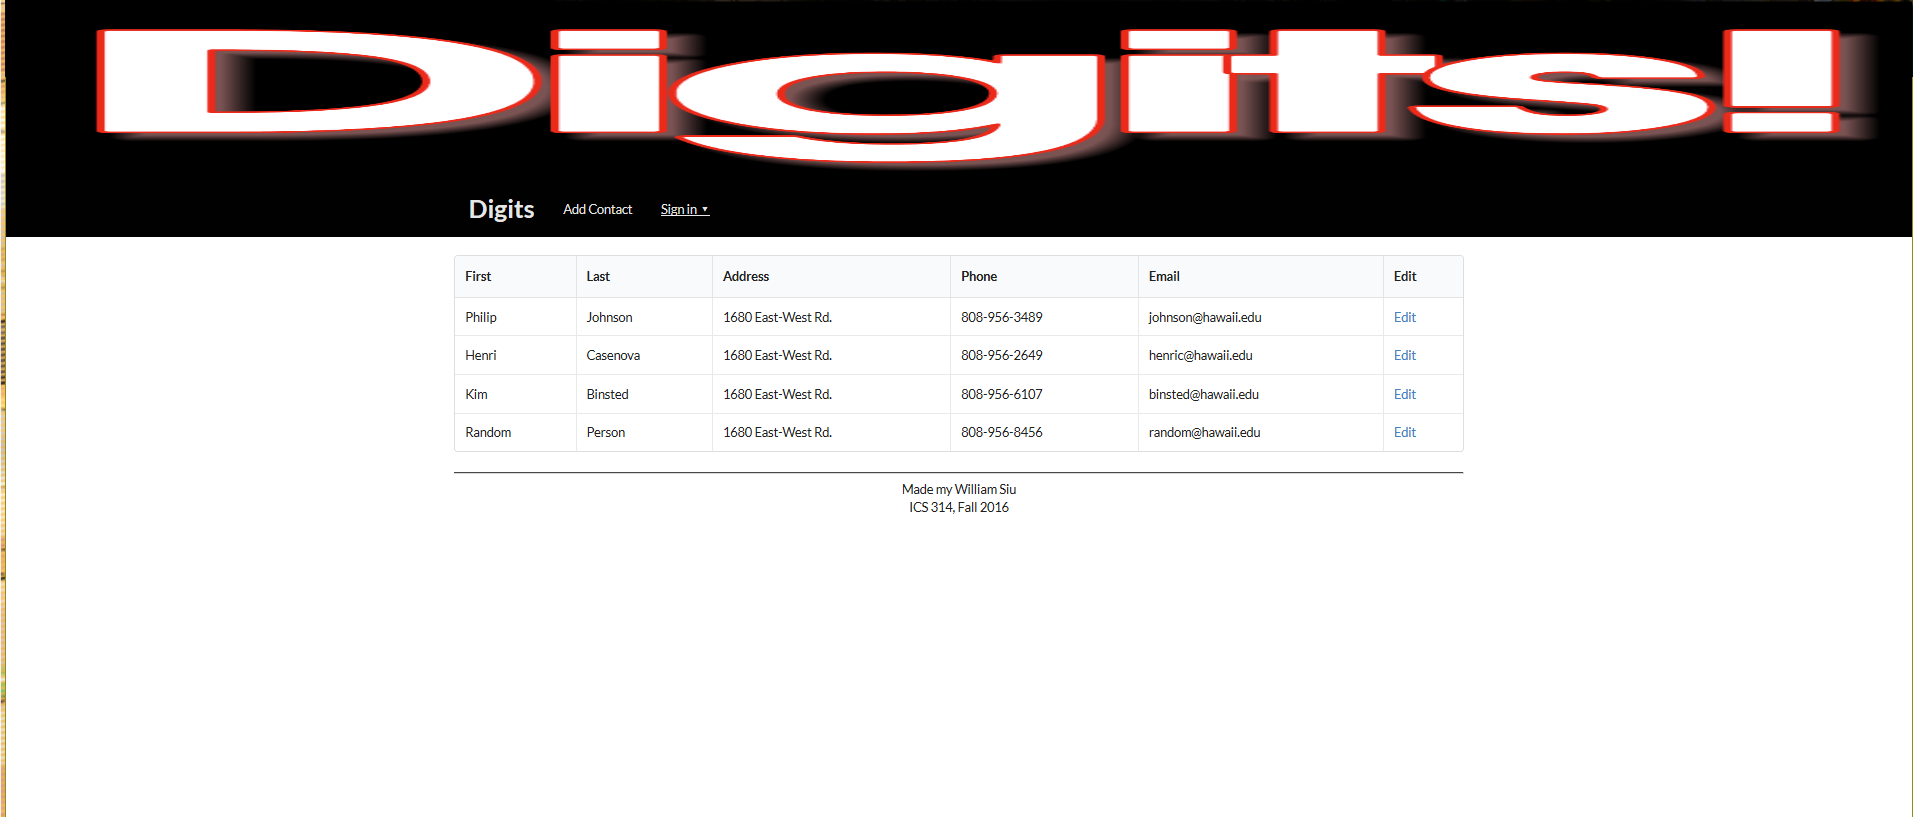 Digits!
Digits Add Contact Sign in
First Last Address Phone Email Edit
Philip Johnson 1680 East-West Rd. 808-956-3489 johnson@hawaii.edu Edit
Henri Casenova 1680 East-West Rd. 808-956-2649 henric@hawaii.edu Edit
Kim Binsted 1680 East-West Rd. 808-956-6107 binsted@hawaii.edu Edit
Random Person 1680 East-West Rd. 808-956-8456 random@hawaii.edu Edit
Made my William Siu
ICS 314, Fall 2016